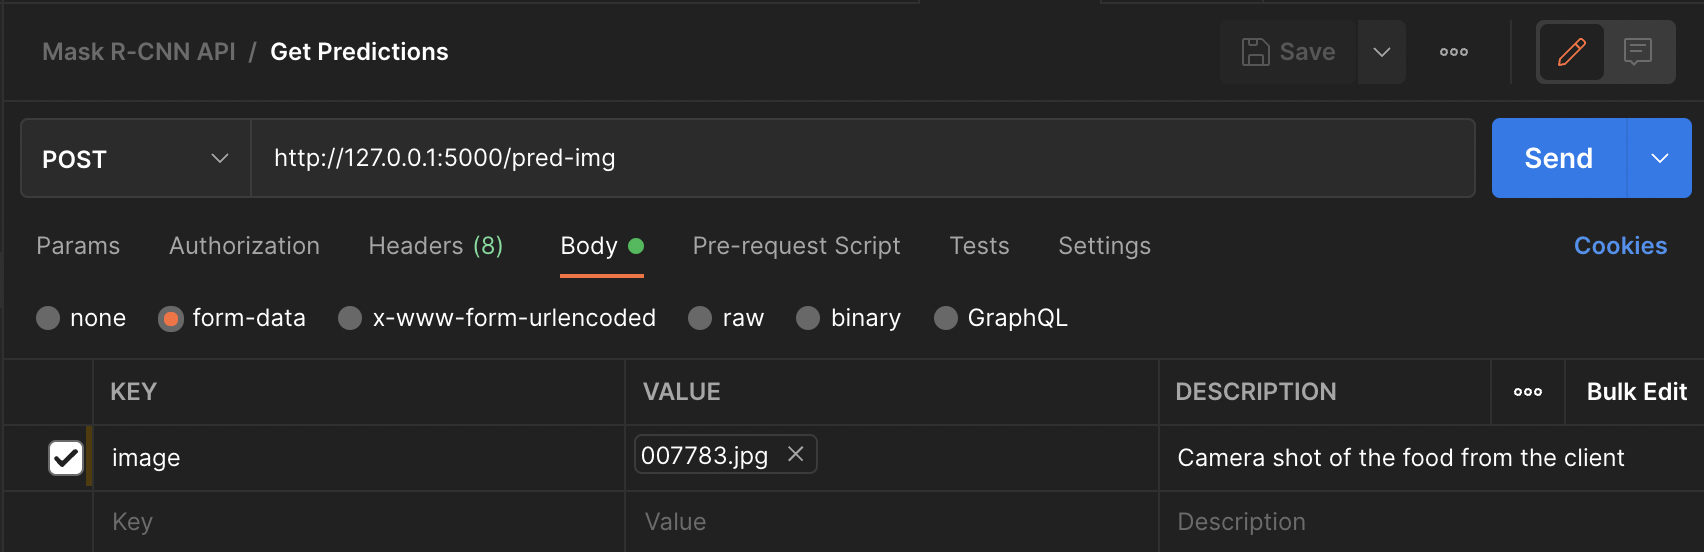 Mask R-CNN API / Get Predictions Save
POST http://127.0.0.1:5000/pred-img Send
Params Authorization Headers (8) Body Pre-request Script Tests Settings Cookies
none form-data x-www-form-urlencoded raw binary GraphQL
KEY VALUE DESCRIPTION Bulk Edit
image 007783.jpg Camera shot of the food from the client
Key Value Description